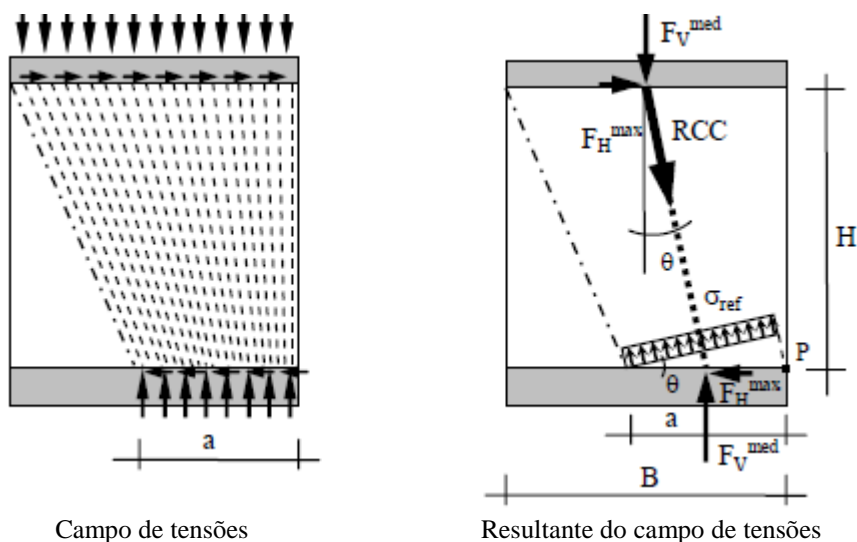 a
Campo de tensões
F_V^med
F_H^max
RCC
θ
H
σ_ref
P
θ
F_H^max
a
F_V^med
B
Resultante do campo de tensões